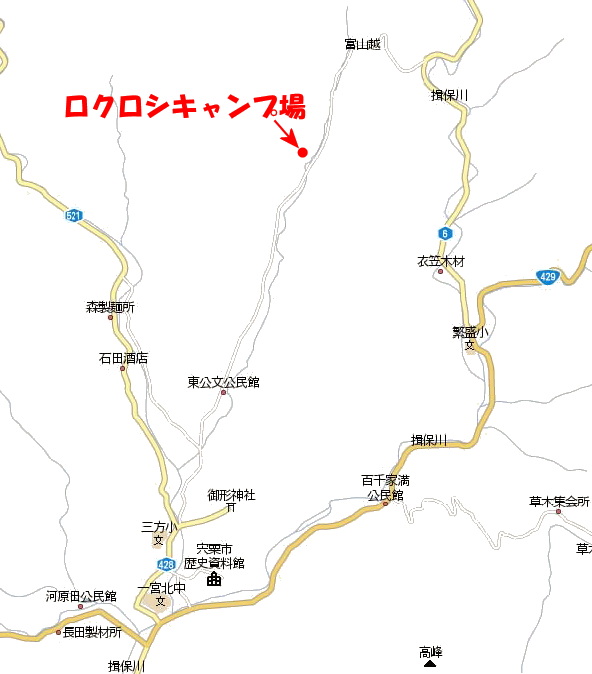 富山越
揖保川
ロクロシキャンプ場
521
6
衣笠木材
429
森製麺所
繁盛小
文
石田酒店
東公文公民館
揖保川
百千家満
公民館
御形神社
草木集会所
三方小
文
宍粟市
歴史資料館
草木
428
一宮北中
文
河原田公民館
長田製材所
揖保川
高峰